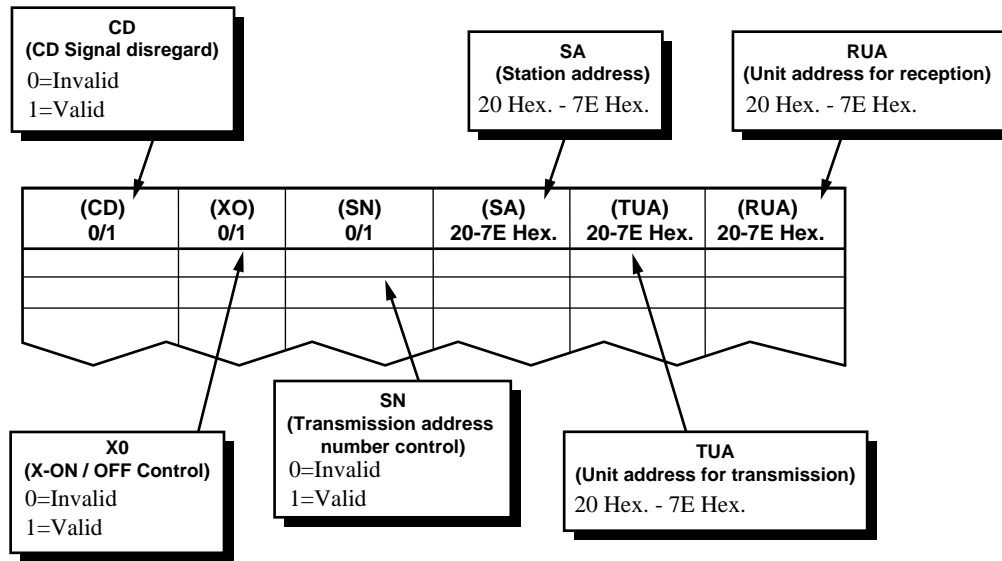 CD
(CD Signal disregard)
0=Invalid
1=Valid
SA
(Station address)
20 Hex. - 7E Hex.
RUA
(Unit address for reception)
20 Hex. - 7E Hex.
(CD) (XO) (SN) (SA) (TUA) (RUA)
0/1 0/1 0/1 20-7E Hex. 20-7E Hex. 20-7E Hex.
X0
(X-ON / OFF Control)
0=Invalid
1=Valid
SN
(Transmission address
number control)
0=Invalid
1=Valid
TUA
(Unit address for transmission)
20 Hex. - 7E Hex.